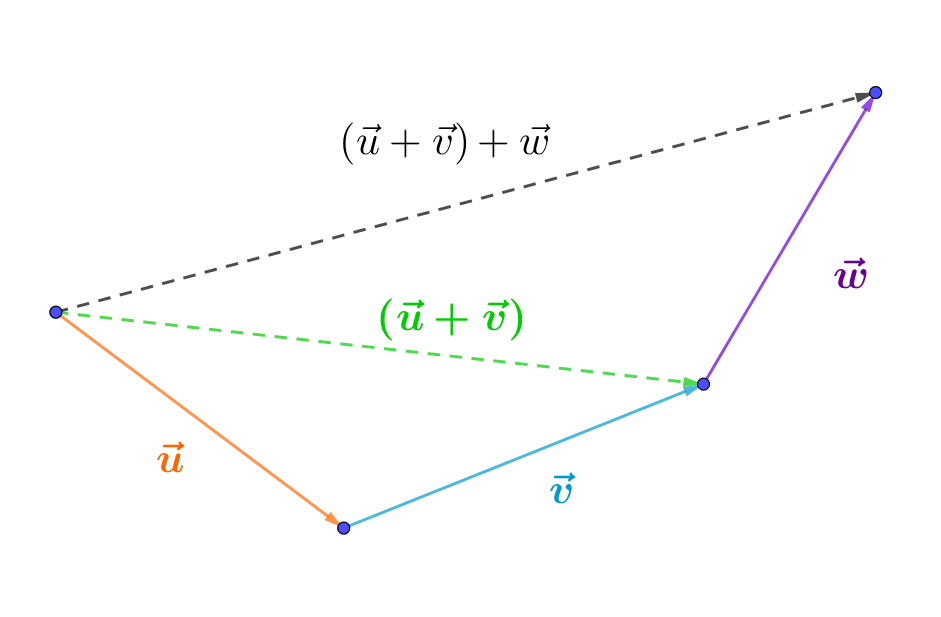 (u⃗ + v⃗) + w⃗
(u⃗ + v⃗)
w⃗
u⃗
v⃗